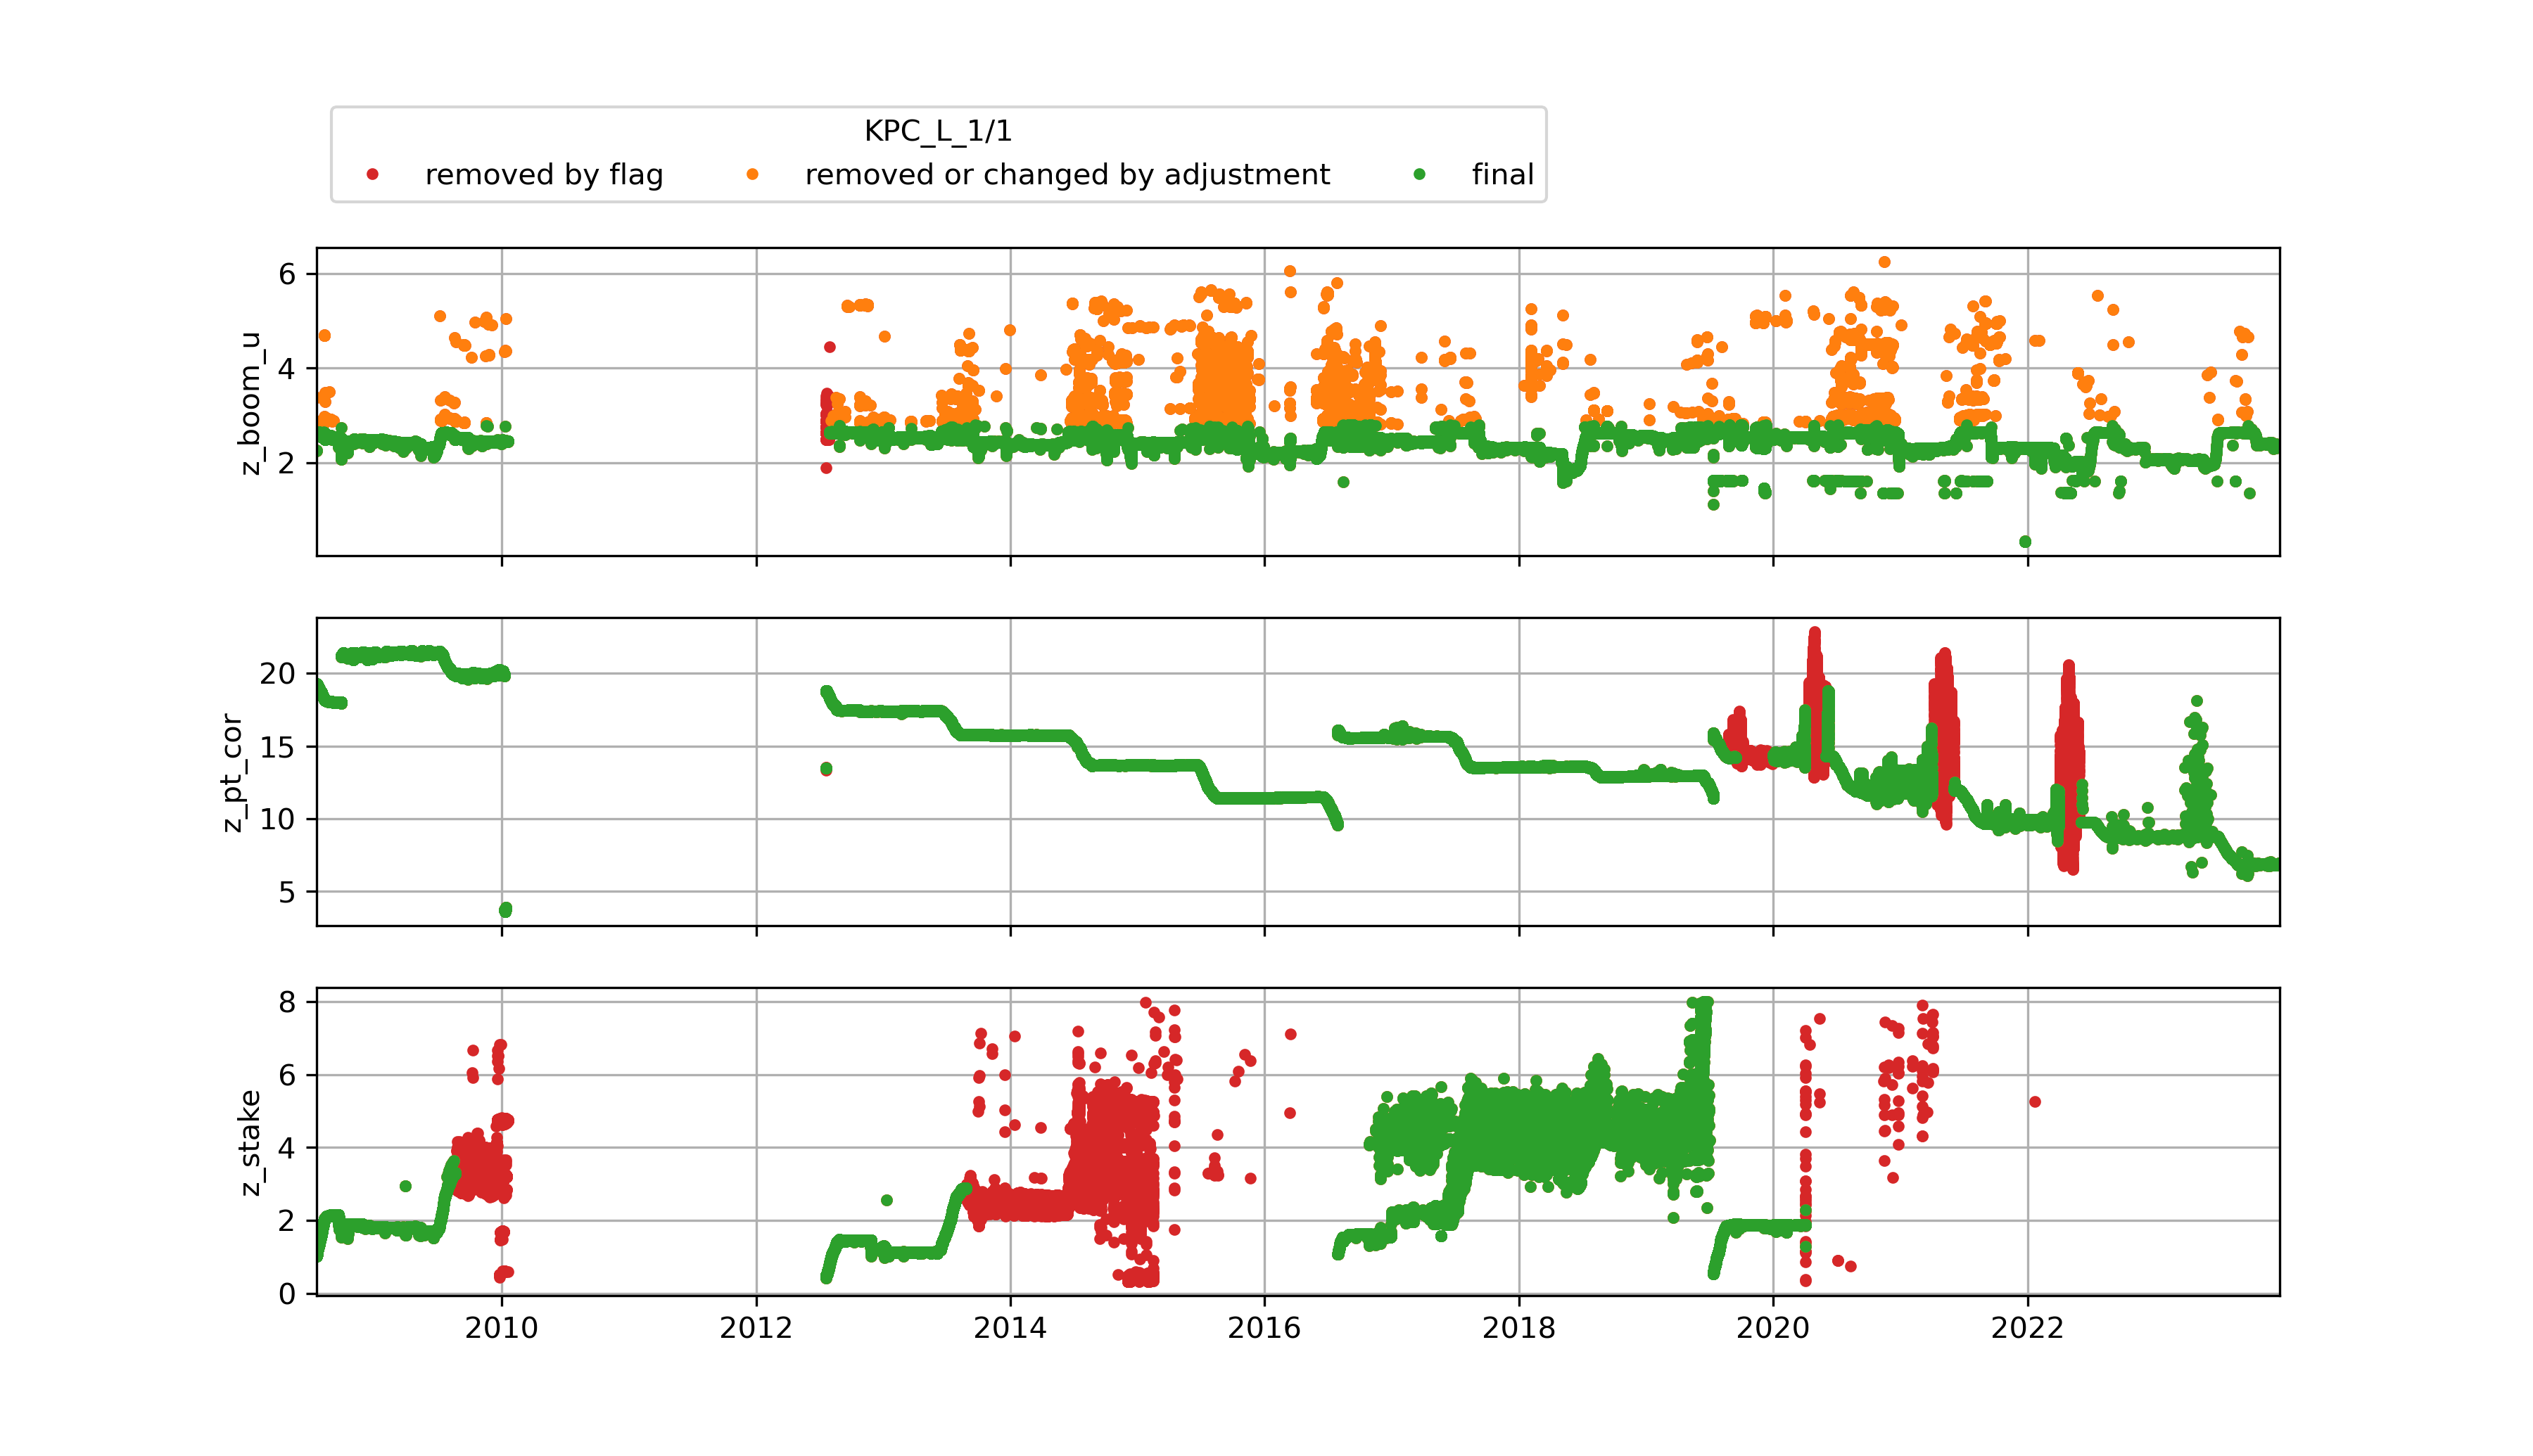 KPC_L_1/1
removed by flag removed or changed by adjustment final
6
4
2
z_boom_u
20
15
10
5
z_pt_cor
8
6
4
2
0
z_stake
2010 2012 2014 2016 2018 2020 2022